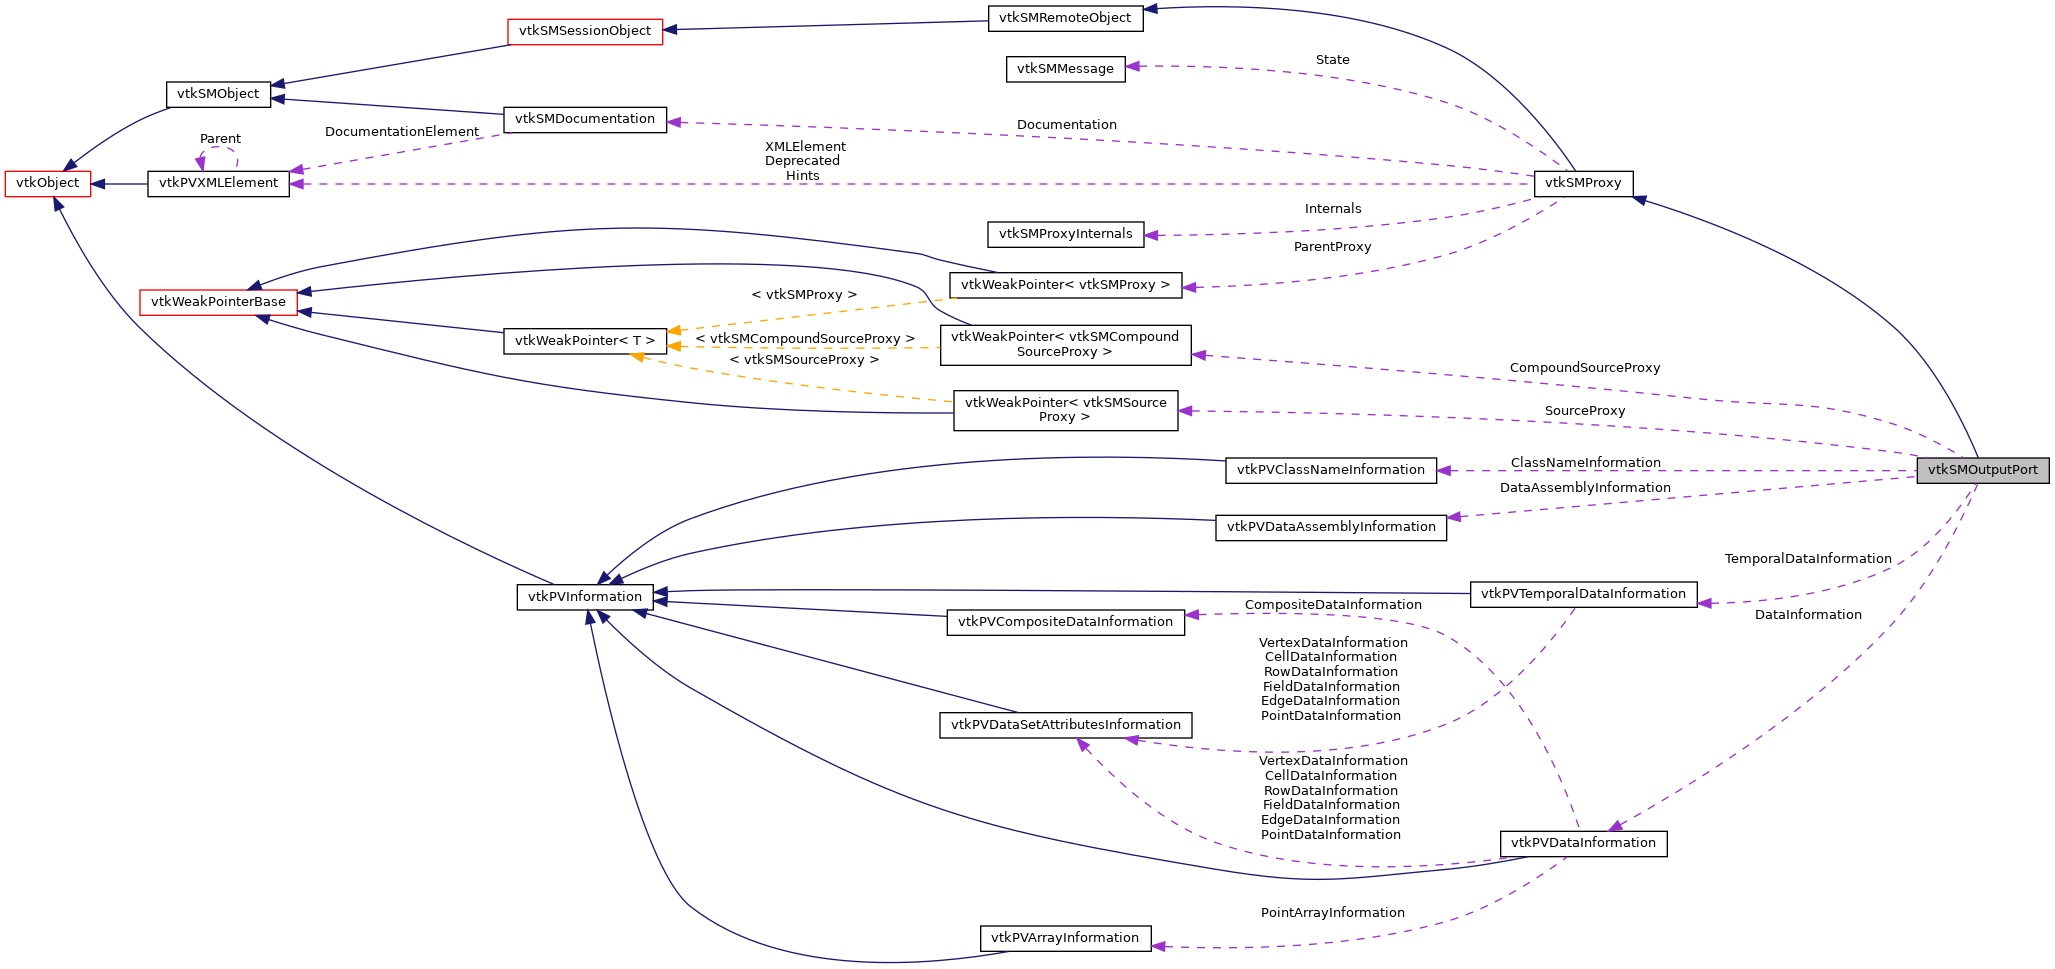 vtkSMRemoteObject
vtkSMSessionObject
State
vtkSMMessage
vtkSMObject
vtkSMDocumentation
Documentation
DocumentationElement
Parent
XMLElement
Deprecated
Hints
vtkObject
vtkPVXMLElement
vtkSMProxy
Internals
vtkSMProxyInternals
ParentProxy
vtkWeakPointer< vtkSMProxy >
< vtkSMProxy >
vtkWeakPointerBase
vtkWeakPointer< T >
< vtkSMCompoundSourceProxy >
vtkWeakPointer< vtkSMCompound
SourceProxy >
< vtkSMSourceProxy >
CompoundSourceProxy
vtkWeakPointer< vtkSMSource
Proxy >
SourceProxy
ClassNameInformation
vtkPVClassNameInformation
vtkSMOutputPort
DataAssemblyInformation
vtkPVDataAssemblyInformation
TemporalDataInformation
vtkPVInformation
vtkPVTemporalDataInformation
CompositeDataInformation
DataInformation
vtkPVCompositeDataInformation
VertexDataInformation
CellDataInformation
RowDataInformation
FieldDataInformation
EdgeDataInformation
PointDataInformation
vtkPVDataSetAttributesInformation
VertexDataInformation
CellDataInformation
RowDataInformation
FieldDataInformation
EdgeDataInformation
PointDataInformation
vtkPVDataInformation
PointArrayInformation
vtkPVArrayInformation